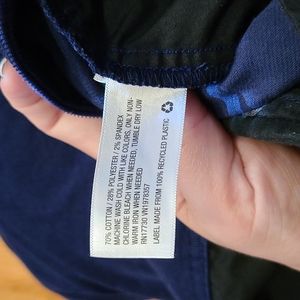 70% COTTON / 28% POLYESTER / 2% SPANDEX
MACHINE WASH COLD WITH LIKE COLORS, ONLY NON-
CHLORINE BLEACH WHEN NEEDED, TUMBLE DRY LOW
WARM IRON WHEN NEEDED
RN17730 VN1978357
LABEL MADE FROM 100% RECYCLED PLASTIC